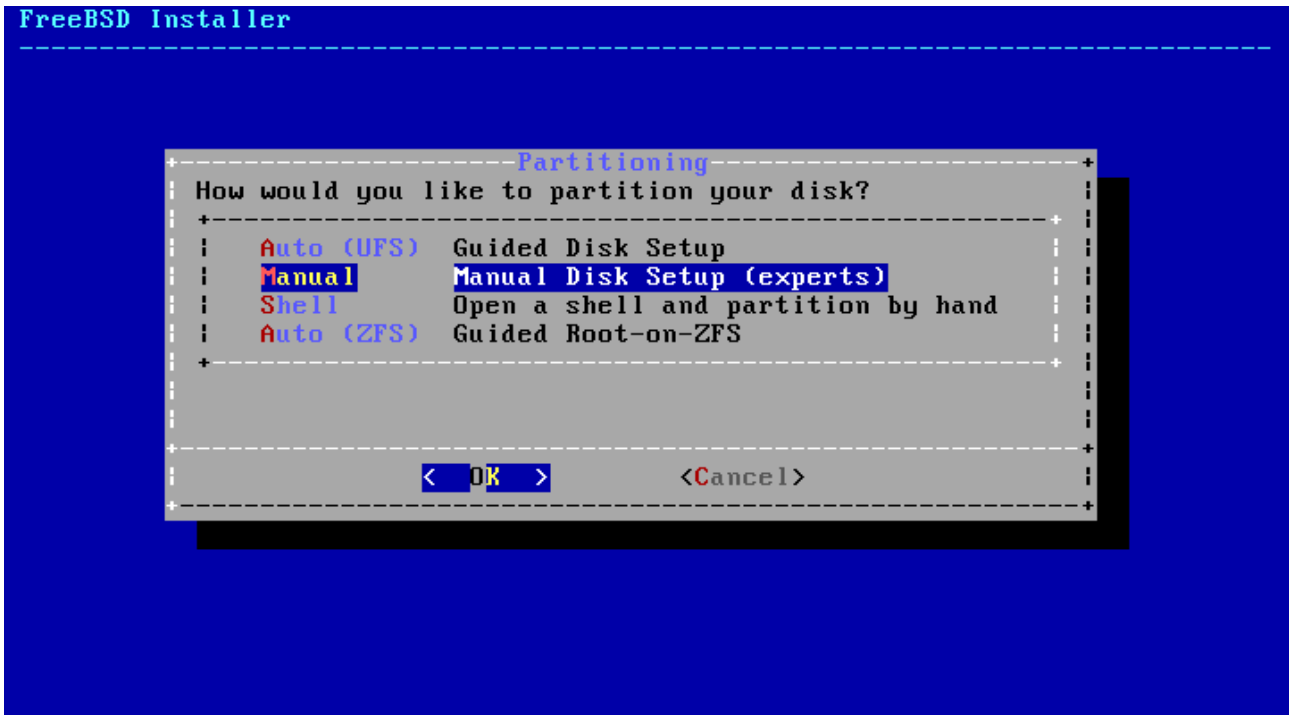 FreeBSD Installer
Partitioning
How would you like to partition your disk?
Auto (UFS) Guided Disk Setup
Manual Manual Disk Setup (experts)
Shell Open a shell and partition by hand
Auto (ZFS) Guided Root-on-ZFS
< OK > <Cancel>